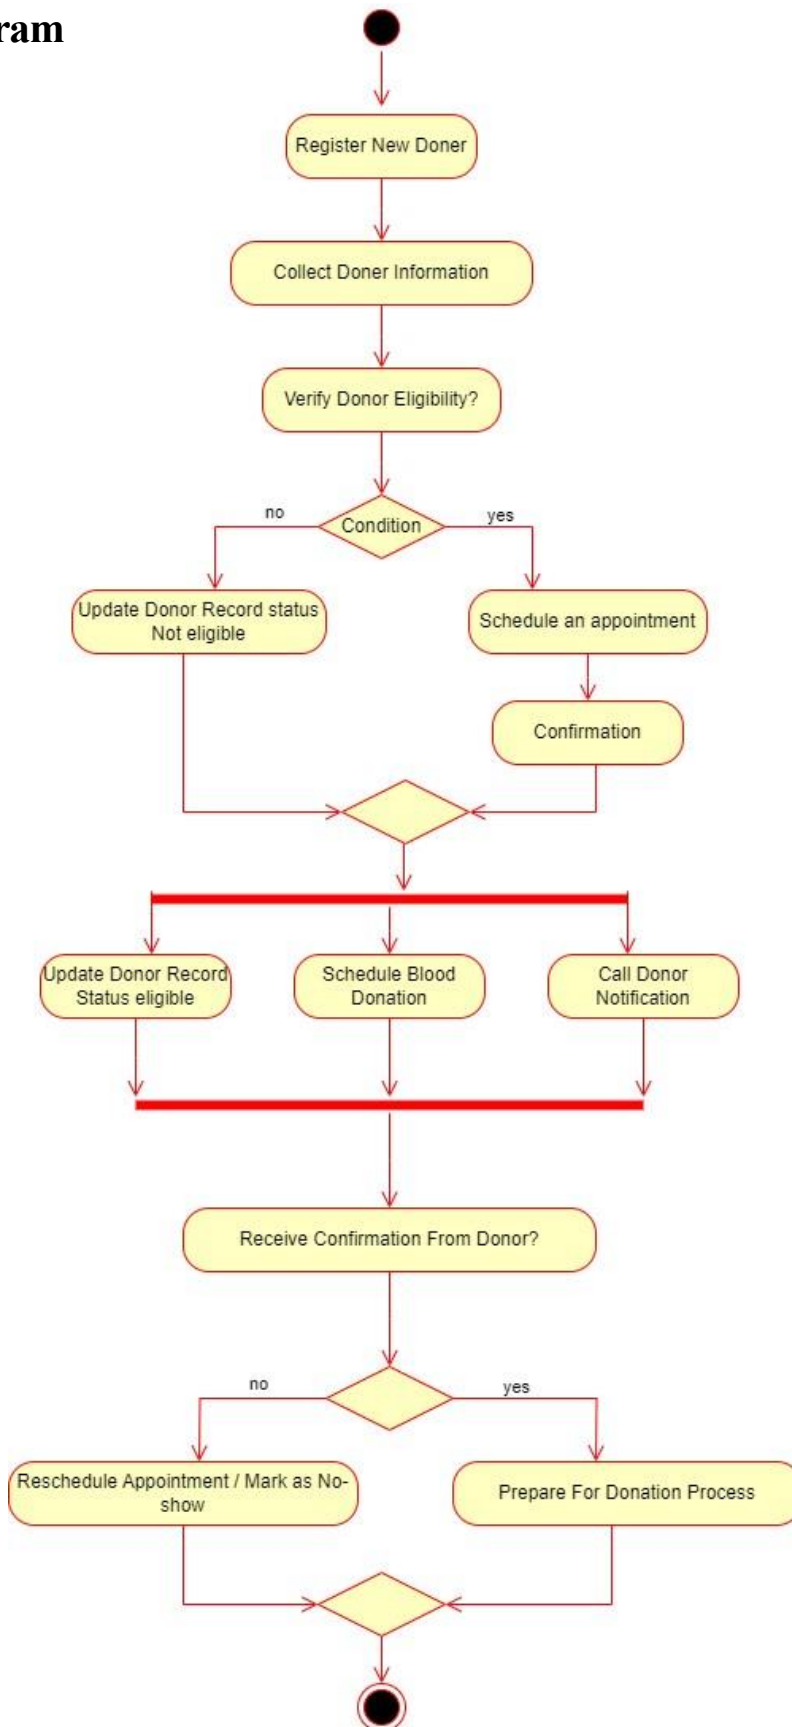 ram
Register New Doner
Collect Doner Information
Verify Donor Eligibility?
no
Condition
yes
Update Donor Record status
Not eligible
Schedule an appointment
Confirmation
Update Donor Record
Status eligible
Schedule Blood
Donation
Call Donor
Notification
Receive Confirmation From Donor?
no
yes
Reschedule Appointment / Mark as No-
show
Prepare For Donation Process